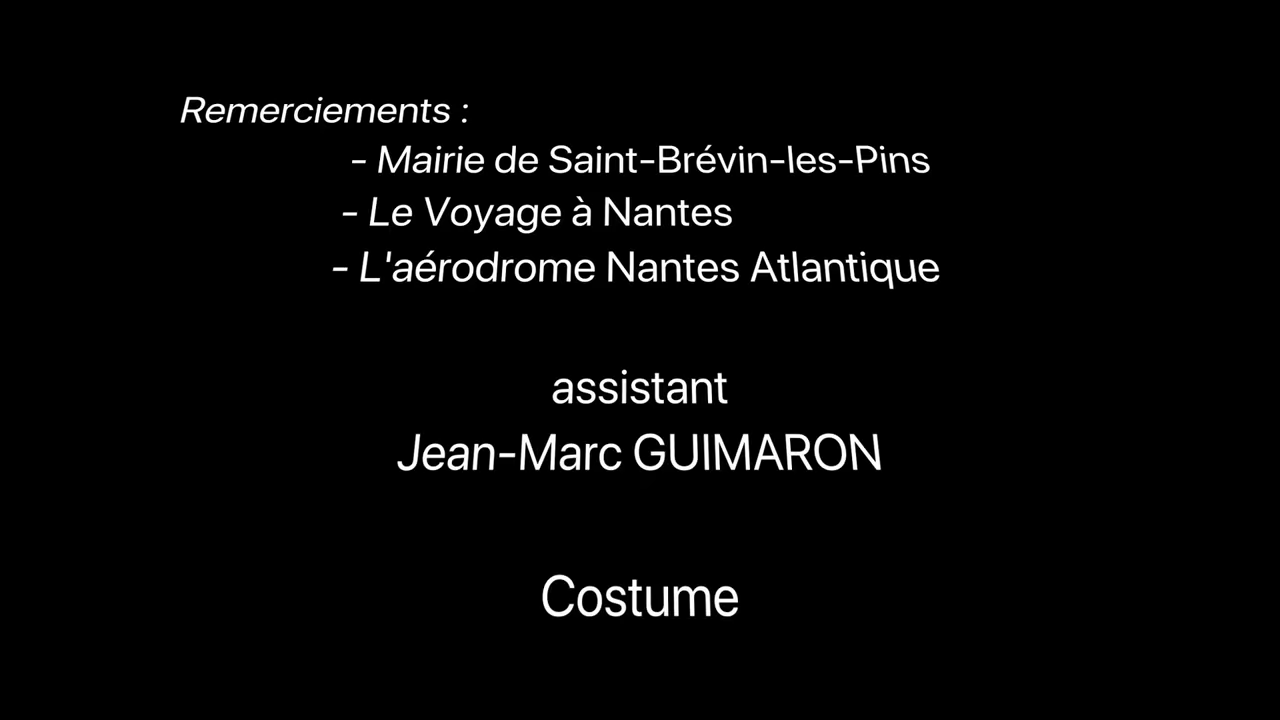 Remerciements :
- Mairie de Saint-Brévin-les-Pins
- Le Voyage à Nantes
- L'aérodrome Nantes Atlantique
assistant
Jean-Marc GUIMARON
Costume